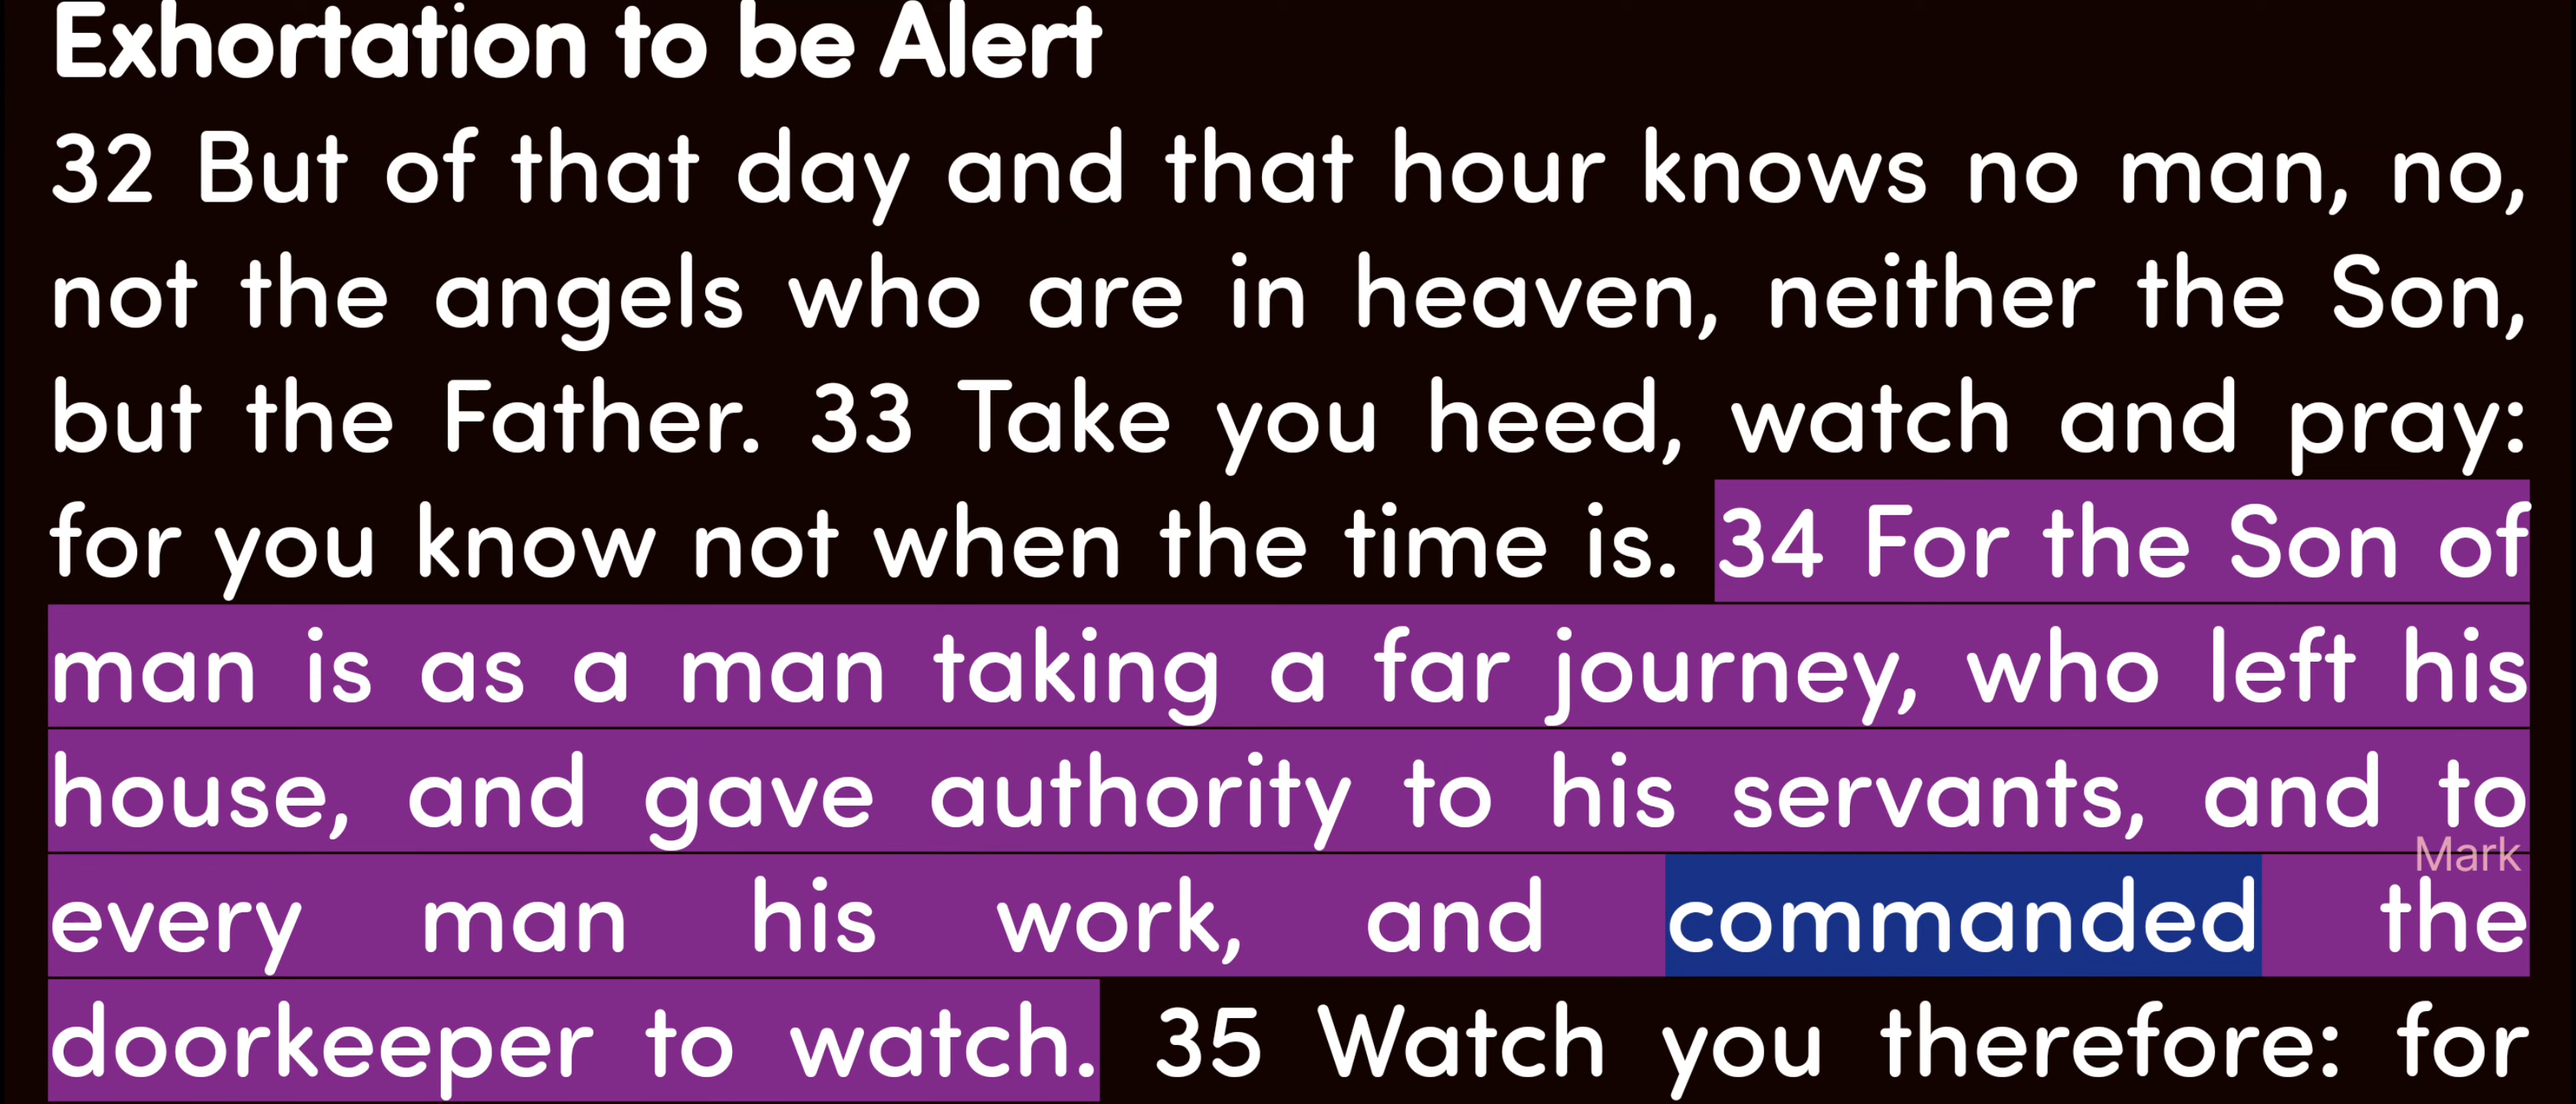 Exhortation to be Alert
32 But of that day and that hour knows no man, no,
not the angels who are in heaven, neither the Son,
but the Father. 33 Take you heed, watch and pray:
for you know not when the time is. 34 For the Son of
man is as a man taking a far journey, who left his
house, and gave authority to his servants, and to
Mark
every man his work, and commanded the
doorkeeper to watch. 35 Watch you therefore: for